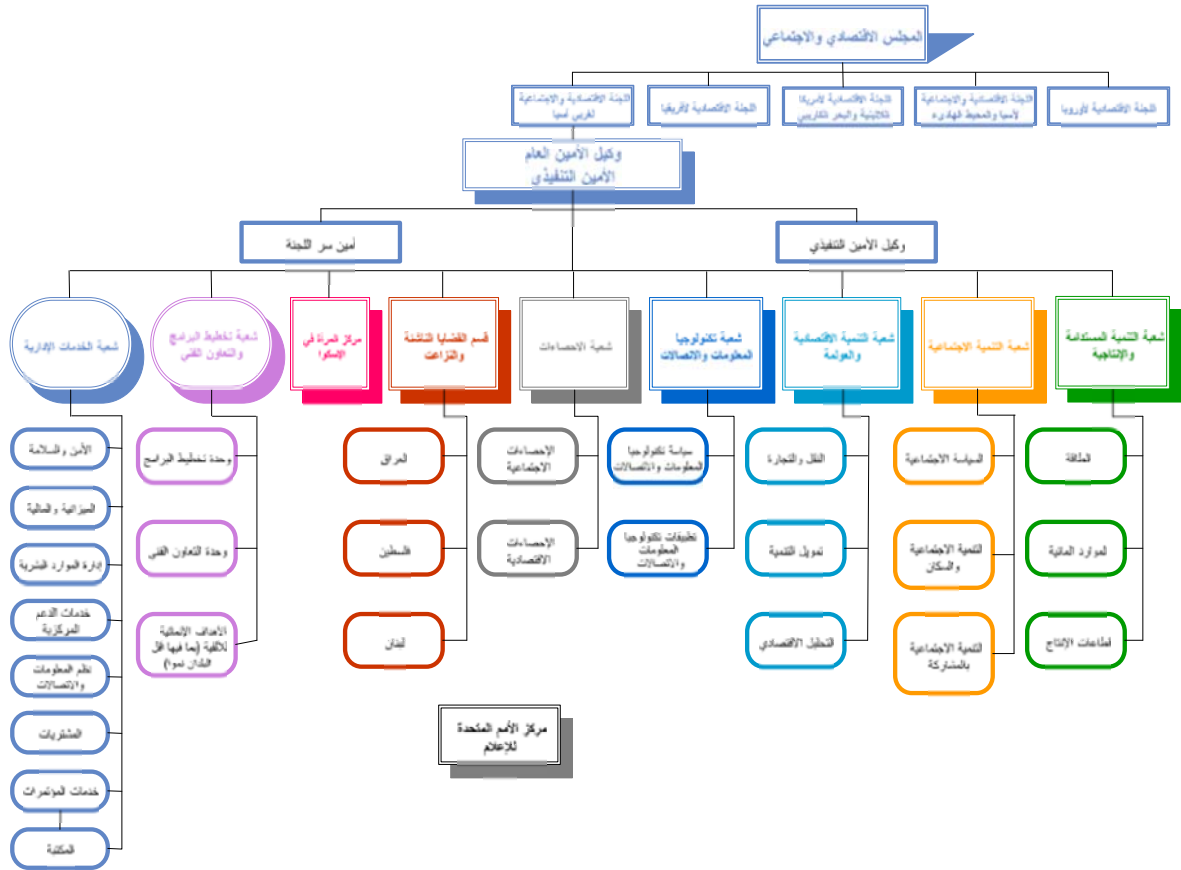 المجلس الاقتصادي والاجتماعي
اللجنة الاقتصادية لأوروبا
اللجنة الاقتصادية والاجتماعية
لآسيا والمحيط الهادىء
اللجنة الاقتصادية لأمريكا
اللاتينية والبحر الكاريبي
اللجنة الاقتصادية لأفريقيا
اللجنة الاقتصادية والاجتماعية
لغربي آسيا
وكيل الأمين العام
الأمين التنفيذي
وكيل الأمين التنفيذي
أمين سر اللجنة
شعبة التنمية المستدامة
والإنتاجية
شعبة التنمية الاجتماعية
شعبة التنمية الاقتصادية
والعولمة
شعبة تكنولوجيا
المعلومات والاتصالات
شعبة الاحصاءات
قسم القضايا الناشئة
والنزاعت
مركز المرأة في
الاسكوا
شعبة تخطيط البرامج
والتعاون الفني
شعبة الخدمات الإدارية
الطاقة
الموارد المائية
قطاعات الإنتاج
السياسة الاجتماعية
التنمية الاجتماعية
والسكان
التنمية الاجتماعية
بالمشاركة
النقل والتجارة
تمويل التنمية
التحليل الاقتصادي
سياسة تكنولوجيا
المعلومات والاتصالات
تطبيقات تكنولوجيا
المعلومات
والاتصالات
الإحصاءات
الاجتماعية
الإحصاءات
الاقتصادية
العراق
فلسطين
لبنان
وحدة تخطيط البرامج
وحدة التعاون الفني
الأهداف الإنمائية
للألفية (بما فيها اقل
البلدان نموا)
الأمن والسلامة
الميزانية والمالية
إدارة الموارد البشرية
خدمات الدعم
المركزية
نظم المعلومات
والاتصالات
المشتريات
خدمات المؤتمرات
المكتبة
مركز الأمم المتحدة
للإعلام